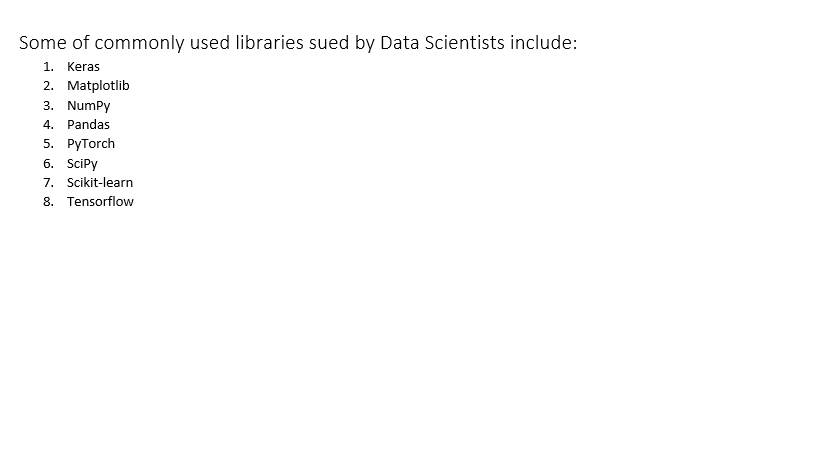 Some of commonly used libraries sued by Data Scientists include:
1. Keras
2. Matplotlib
3. NumPy
4. Pandas
5. PyTorch
6. SciPy
7. Scikit-learn
8. Tensorflow